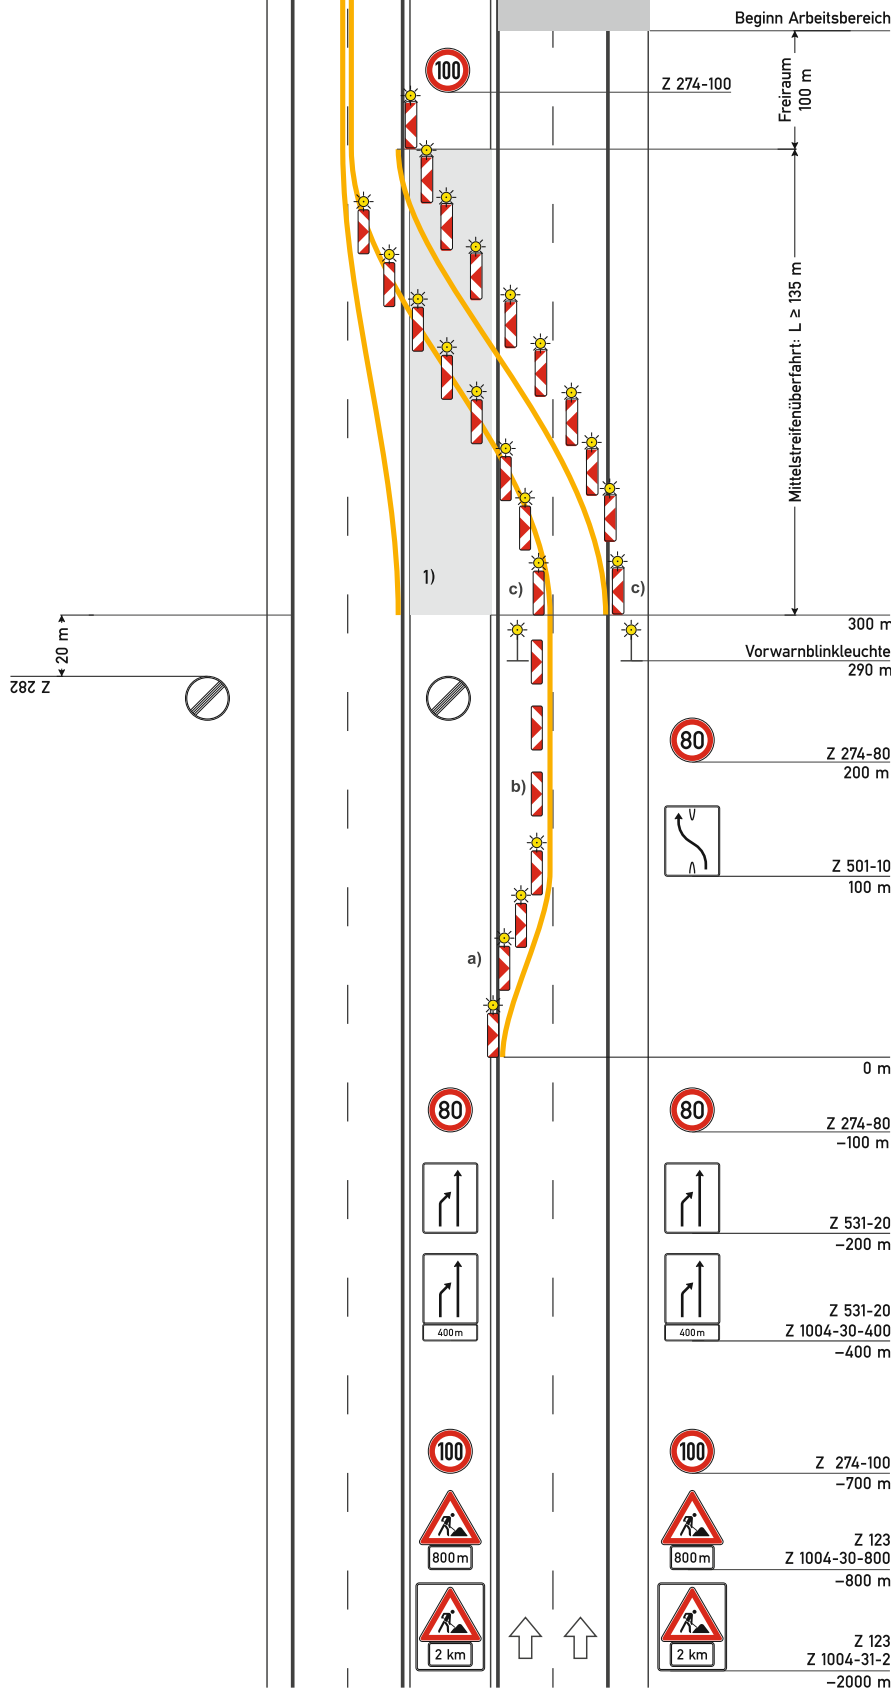 Beginn Arbeitsbereich
100
Z 274-100
Freiraum
100 m
Mittelstreifenüberfahrt: L ≥ 135 m
1)
c)
c)
300 m
20 m
Vorwarnblinkleuchte
290 m
Z 282
80
Z 274-80
200 m
b)
Z 501-10
100 m
a)
0 m
80
80
Z 274-80
−100 m
Z 531-20
−200 m
Z 531-20
400 m
400 m
Z 1004-30-400
−400 m
100
100
Z 274-100
−700 m
Z 123
800 m
800 m
Z 1004-30-800
−800 m
Z 123
2 km
2 km
Z 1004-31-2
−2000 m